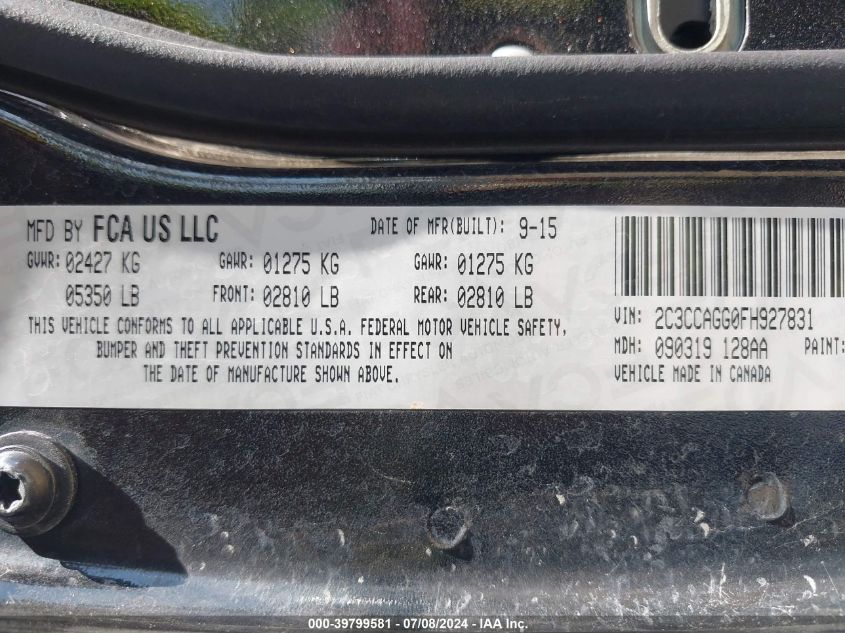 MFD BY FCA US LLC DATE OF MFR(BUILT): 9-15
GVWR: 02427 KG GAWR: 01275 KG GAWR: 01275 KG
05350 LB FRONT: 02810 LB REAR: 02810 LB
THIS VEHICLE CONFORMS TO ALL APPLICABLE U.S.A. FEDERAL MOTOR VEHICLE SAFETY,
BUMPER AND THEFT PREVENTION STANDARDS IN EFFECT ON
THE DATE OF MANUFACTURE SHOWN ABOVE.
VIN: 2C3CCAGG0FH927831
MDH: 090319 128AA PAINT:
VEHICLE MADE IN CANADA
000-39799581 - 07/08/2024 - IAA Inc.